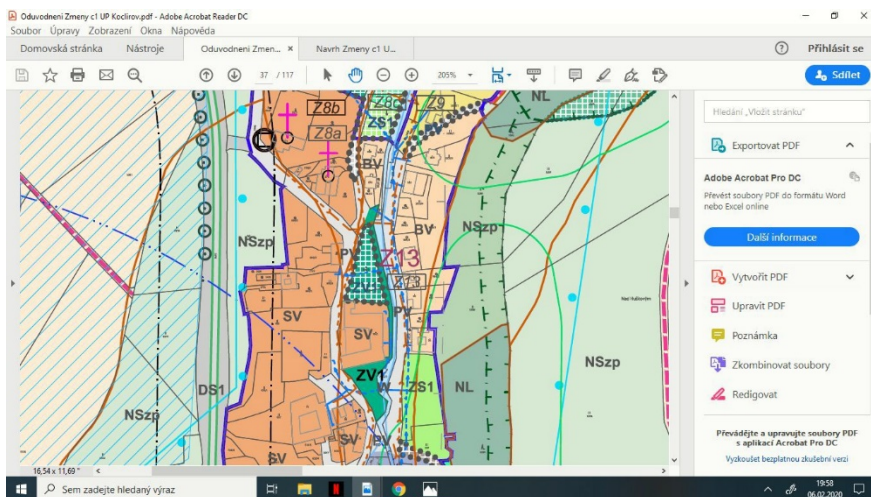 Oduvodneni Zmeny c1 UP Koclirov.pdf - Adobe Acrobat Reader DC
Soubor Úpravy Zobrazení Okna Nápověda
Domovská stránka Nástroje Oduvodneni Zmen... × Navrh Zmeny c1 U... Přihlásit se
37 / 117 205% Sdílet
Hledání „Vložit stránku"
Exportovat PDF
Adobe Acrobat Pro DC
Převést soubory PDF do formátu Word
nebo Excel online
Další informace
Vytvořit PDF
Upravit PDF
Poznámka
Zkombinovat soubory
Redigovat
Převádějte a upravujte soubory PDF
s aplikací Acrobat Pro DC
Vyzkoušet bezplatnou zkušební verzi
Z8b Z8c Z9 NL
Z8a ZS1
BV
NSzp BV NSzp
PV Z13
Z13
SV PV
SV
NSzp
ZV1
DS1 W ZS1 NL
NSzp
SV PV
SV
16,54 x 11,69 "
Sem zadejte hledaný výraz
19:58
06.02.2020